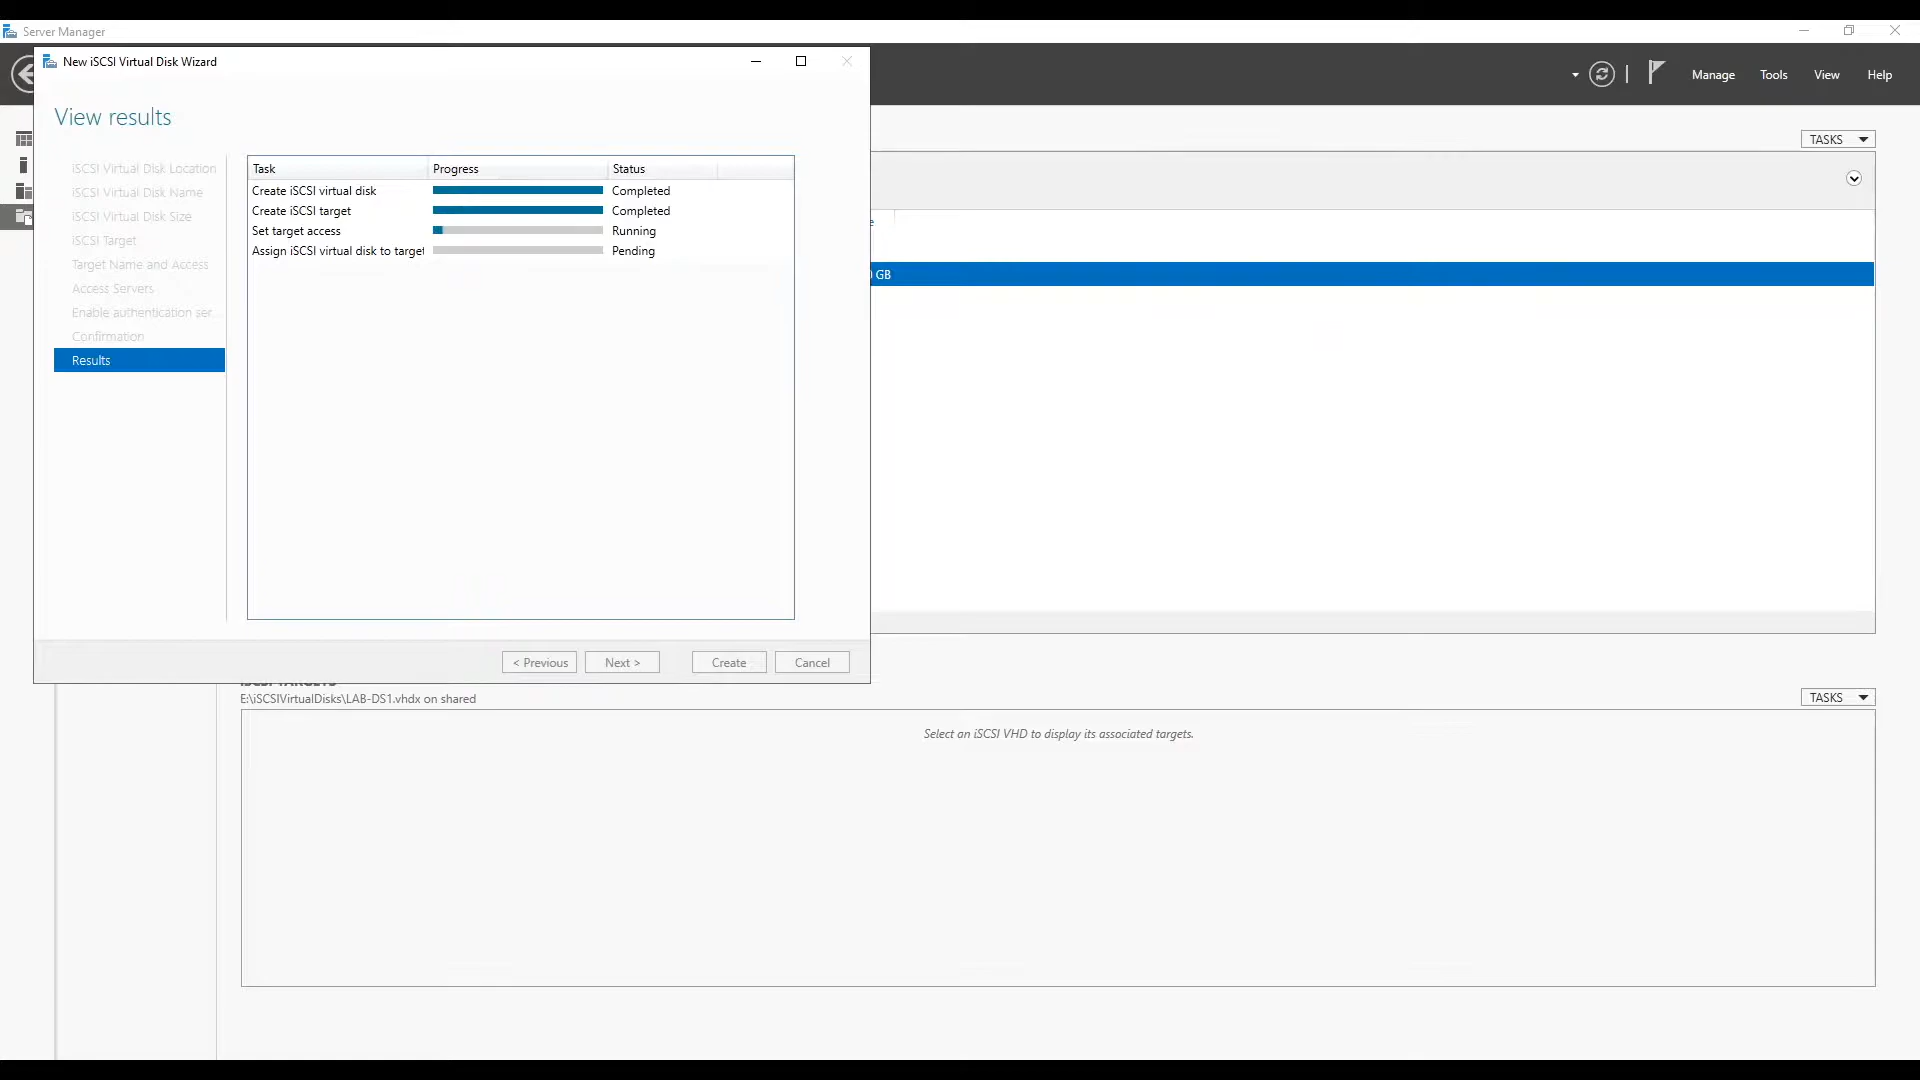 Server Manager
New iSCSI Virtual Disk Wizard
Manage
Tools
View
Help
View results
iSCSI Virtual Disk Location
iSCSI Virtual Disk Name
iSCSI Virtual Disk Size
iSCSI Target
Target Name and Access
Access Servers
Enable authentication ser...
Confirmation
Results
Task Progress Status
Create iSCSI virtual disk Completed
Create iSCSI target Completed
Set target access Running
Assign iSCSI virtual disk to target Pending
< Previous
Next >
Create
Cancel
TASKS
GB
iSCSI TARGETS
E:\iSCSIVirtualDisks\LAB-DS1.vhdx on shared
TASKS
Select an iSCSI VHD to display its associated targets.